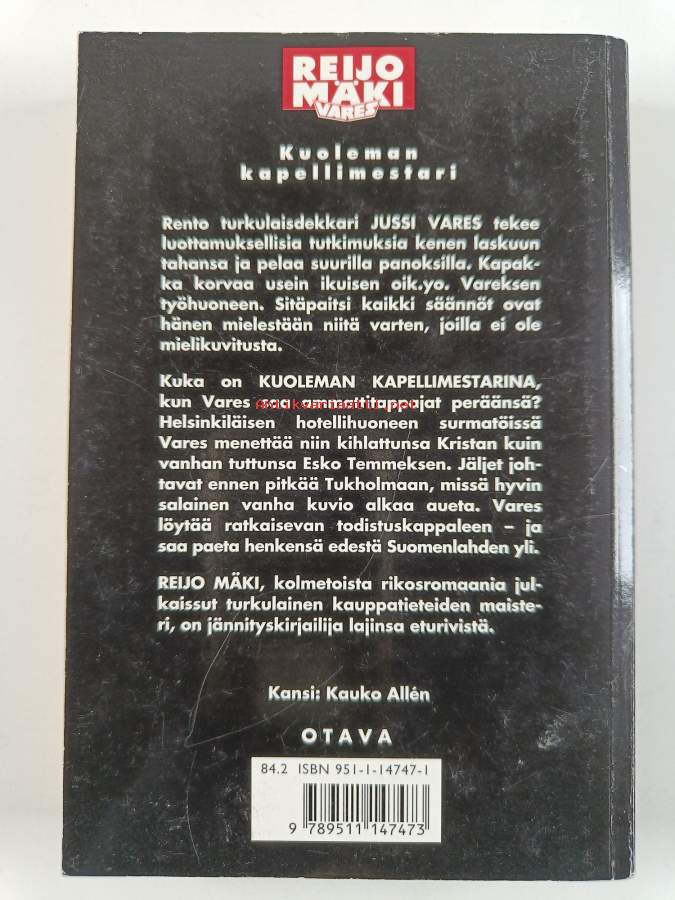 REIJO
MÄKI
VARES
Kuoleman
kapellimestari
Rento turkulaisdekkari JUSSI VARES tekee
luottamuksellisia tutkimuksia kenen laskuun
tahansa ja pelaa suurilla panoksilla. Kapak-
ka korvaa usein ikuisen oik.yo. Vareksen
työhuoneen. Sitäpaitsi kaikki säännöt ovat
hänen mielestään niitä varten, joilla ei ole
mielikuvitusta.
Kuka on KUOLEMAN KAPELLIMESTARINA,
kun Vares saa ammattitappajat peräänsä?
antikvariaatti.net
Helsinkiläisen hotellihuoneen surmatöissä
Vares menettää niin kihlattunsa Kristan kuin
vanhan tuttunsa Esko Temmeksen. Jäljet joh-
tavat ennen pitkää Tukholmaan, missä hyvin
salainen vanha kuvio alkaa aueta. Vares
löytää ratkaisevan todistuskappaleen – ja
saa paeta henkensä edestä Suomenlahden yli.
REIJO MÄKI, kolmetoista rikosromaania jul-
kaissut turkulainen kauppatieteiden maiste-
ri, on jännityskirjailija lajinsa eturivistä.
Kansi: Kauko Allén
OTAVA
84.2 ISBN 951-1-14747-1
9 789511 147473